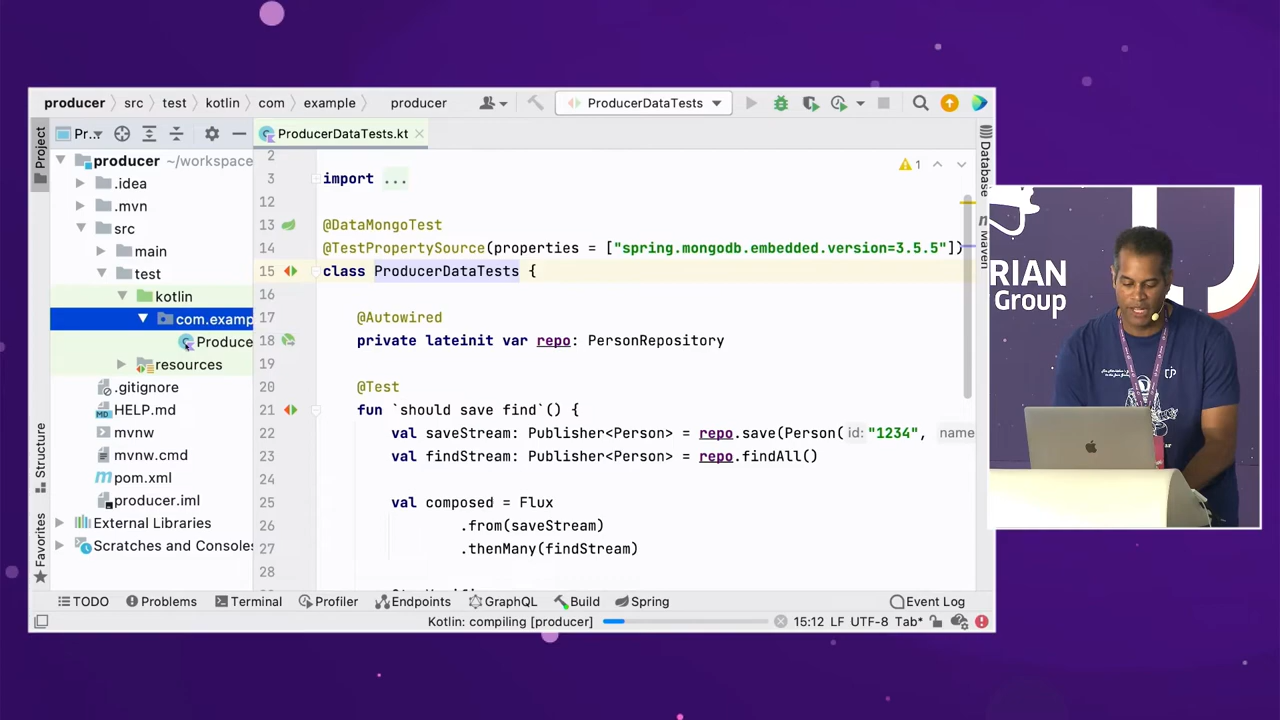 producer src test kotlin com example producer ProducerDataTests
Project
Pr... ProducerDataTests.kt
Database
Maven
Structure
Favorites
producer ~/workspace
.idea
.mvn
src
main
test
kotlin
com.examp
Produce
resources
.gitignore
HELP.md
mvnw
mvnw.cmd
pom.xml
producer.iml
External Libraries
Scratches and Consoles
1
2
3 import ...
12
13 @DataMongoTest
14 @TestPropertySource(properties = ["spring.mongodb.embedded.version=3.5.5"])
15 class ProducerDataTests {
16
17 @Autowired
18 private lateinit var repo: PersonRepository
19
20 @Test
21 fun `should save find`() {
22 val saveStream: Publisher<Person> = repo.save(Person( id: "1234", name
23 val findStream: Publisher<Person> = repo.findAll()
24
25 val composed = Flux
26 .from(saveStream)
27 .thenMany(findStream)
28
TODO Problems Terminal Profiler Endpoints GraphQL Build Spring Event Log
Kotlin: compiling [producer] 15:12 LF UTF-8 Tab*
RIAN
Group